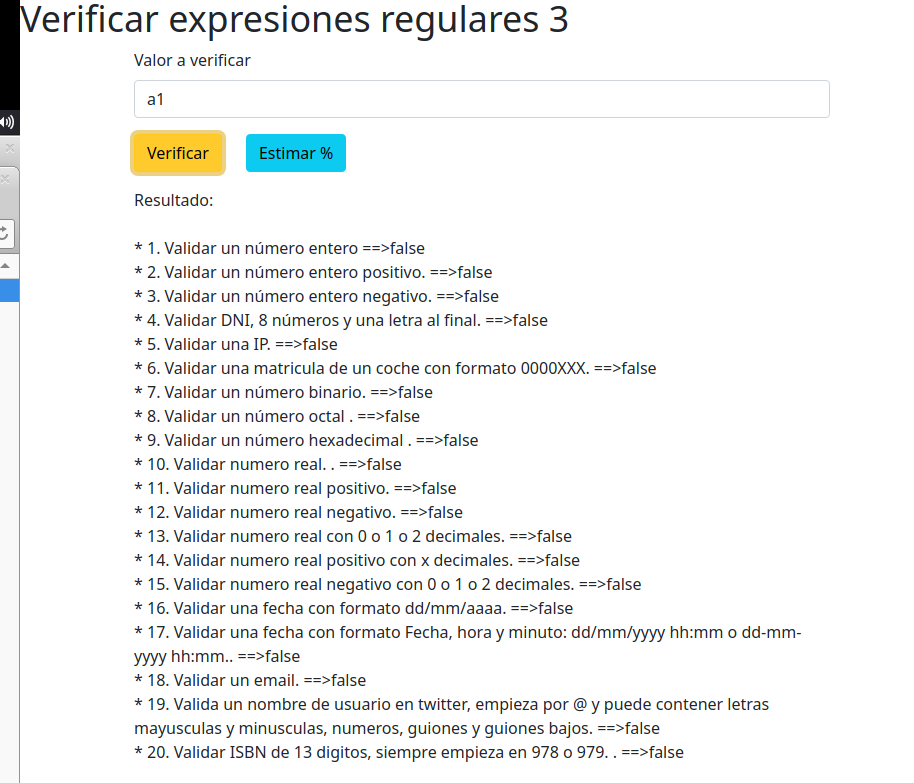 Verificar expresiones regulares 3
Valor a verificar
a1
Verificar Estimar %
Resultado:
* 1. Validar un número entero ==>false
* 2. Validar un número entero positivo. ==>false
* 3. Validar un número entero negativo. ==>false
* 4. Validar DNI, 8 números y una letra al final. ==>false
* 5. Validar una IP. ==>false
* 6. Validar una matricula de un coche con formato 0000XXX. ==>false
* 7. Validar un número binario. ==>false
* 8. Validar un número octal . ==>false
* 9. Validar un número hexadecimal . ==>false
* 10. Validar numero real. . ==>false
* 11. Validar numero real positivo. ==>false
* 12. Validar numero real negativo. ==>false
* 13. Validar numero real con 0 o 1 o 2 decimales. ==>false
* 14. Validar numero real positivo con x decimales. ==>false
* 15. Validar numero real negativo con 0 o 1 o 2 decimales. ==>false
* 16. Validar una fecha con formato dd/mm/aaaa. ==>false
* 17. Validar una fecha con formato Fecha, hora y minuto: dd/mm/yyyy hh:mm o dd-mm-
yyyy hh:mm.. ==>false
* 18. Validar un email. ==>false
* 19. Valida un nombre de usuario en twitter, empieza por @ y puede contener letras
mayusculas y minusculas, numeros, guiones y guiones bajos. ==>false
* 20. Validar ISBN de 13 digitos, siempre empieza en 978 o 979. . ==>false